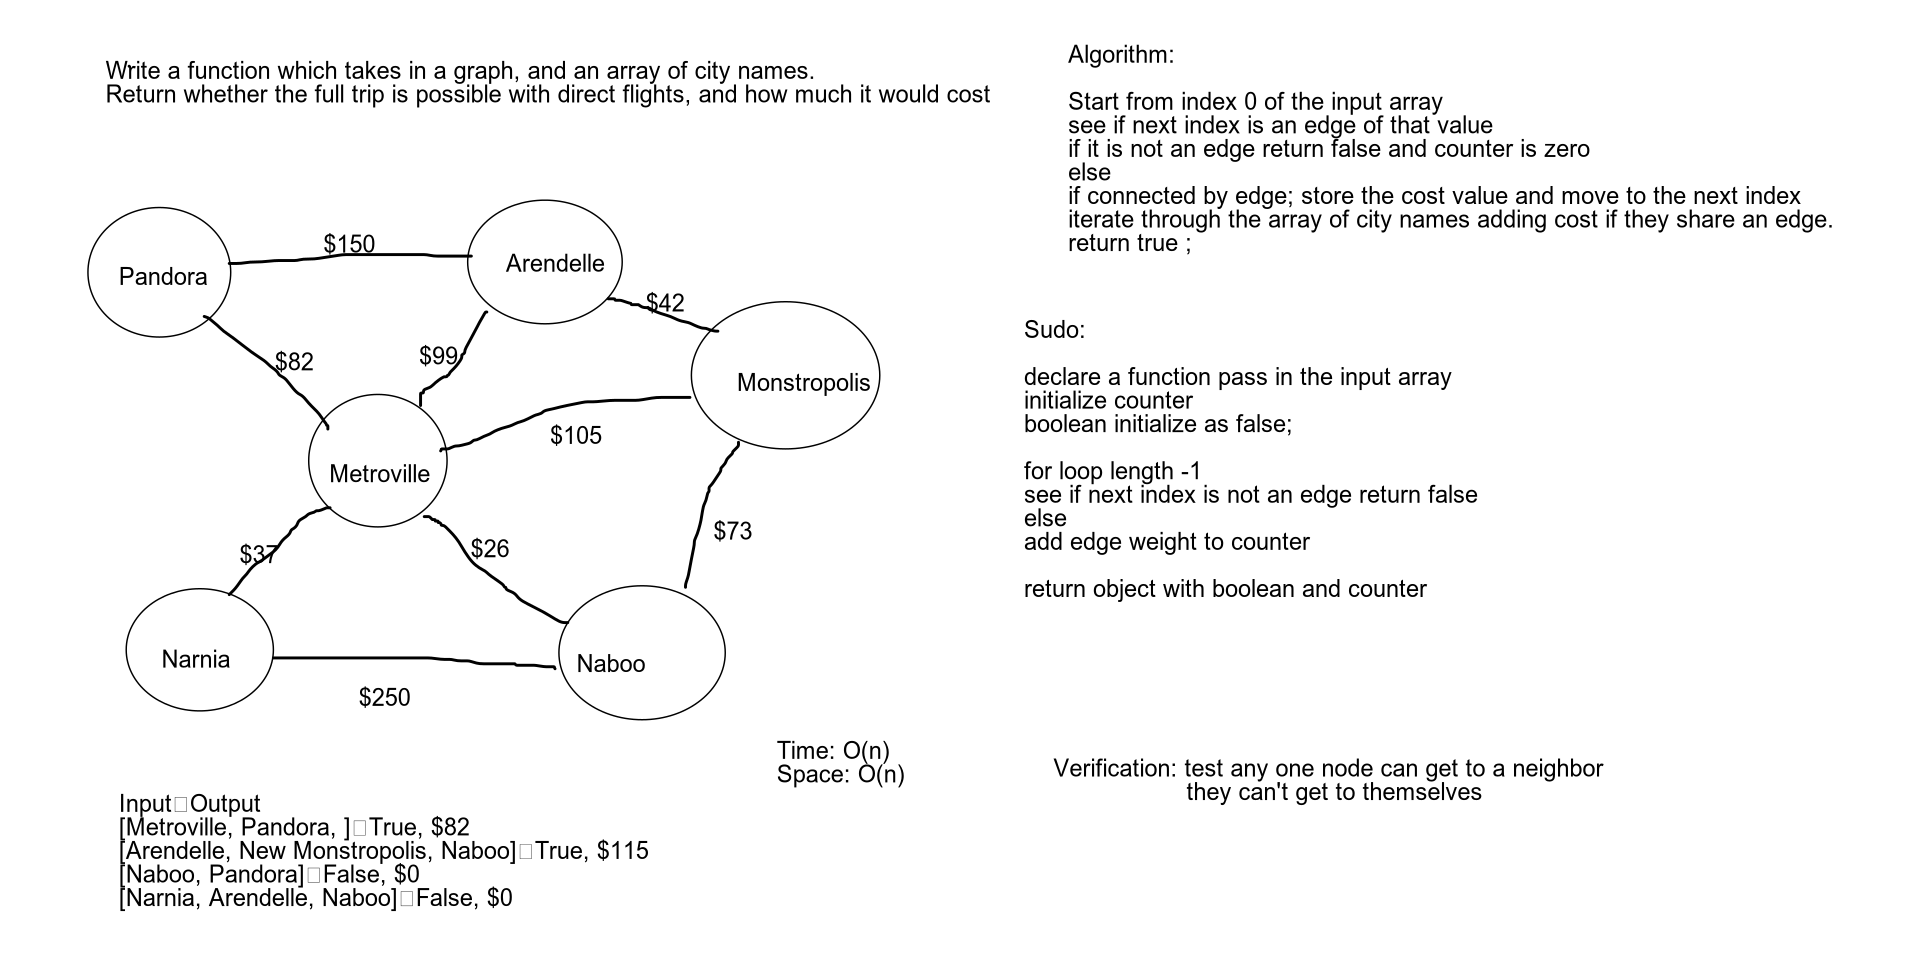 Write a function which takes in a graph, and an array of city names.
Return whether the full trip is possible with direct flights, and how much it would cost
Pandora
$150
Arendelle
$42
Monstropolis
$82
$99
$105
Metroville
$37
$26
$73
Narnia
Naboo
$250
Time: O(n)
Space: O(n)
Input□Output
[Metroville, Pandora, ]□True, $82
[Arendelle, New Monstropolis, Naboo]□True, $115
[Naboo, Pandora]□False, $0
[Narnia, Arendelle, Naboo]□False, $0
Algorithm:
Start from index 0 of the input array
see if next index is an edge of that value
if it is not an edge return false and counter is zero
else
if connected by edge; store the cost value and move to the next index
iterate through the array of city names adding cost if they share an edge.
return true ;
Sudo:
declare a function pass in the input array
initialize counter
boolean initialize as false;
for loop length -1
see if next index is not an edge return false
else
add edge weight to counter
return object with boolean and counter
Verification: test any one node can get to a neighbor
they can't get to themselves